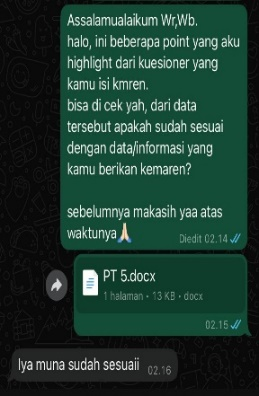 Assalamualaikum Wr,Wb.
halo, ini beberapa point yang aku
highlight dari kuesioner yang
kamu isi kmren.
bisa di cek yah, dari data
tersebut apakah sudah sesuai
dengan data/informasi yang
kamu berikan kemaren?
sebelumnya makasih yaa atas
waktunya🙏🏻
Diedit 02.14
PT 5.docx
1 halaman • 13 KB • docx
02.15
Iya muna sudah sesuaii 02.16